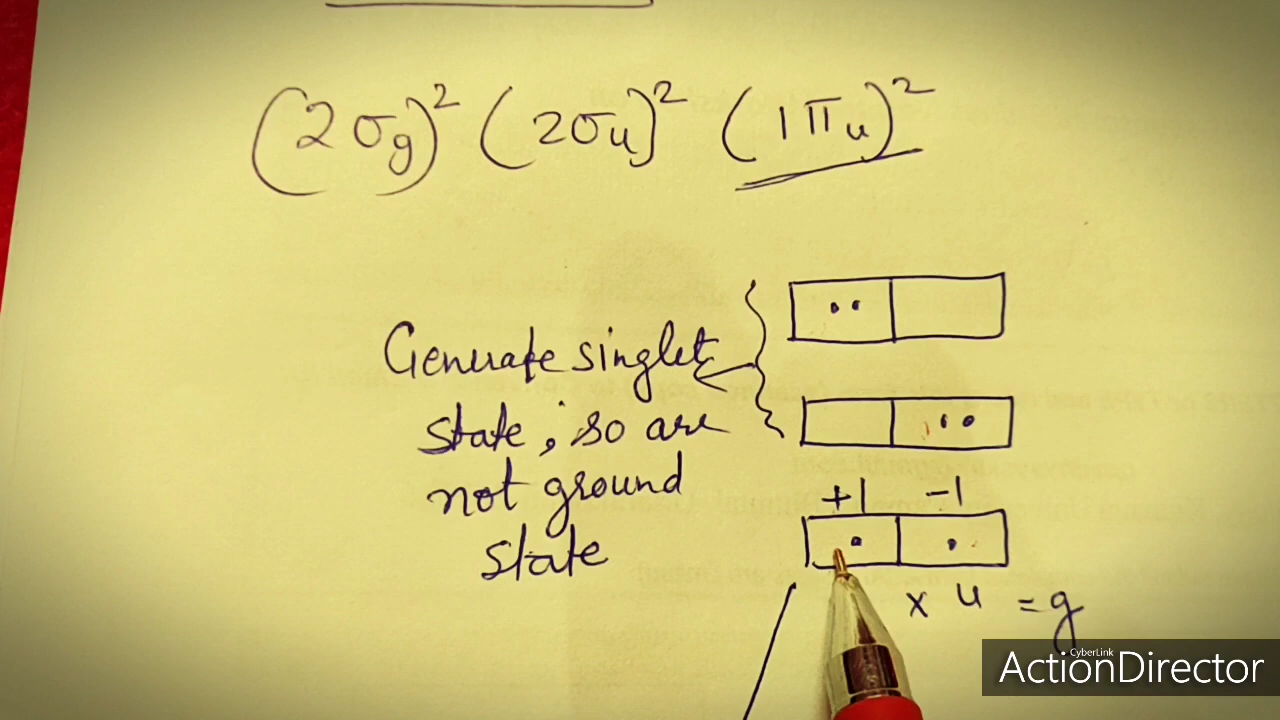 (2σg)² (2σu)² (1πu)²
Generate singlet
state, so are
not ground
state
+1 -1
x u = g
CyberLink
ActionDirector